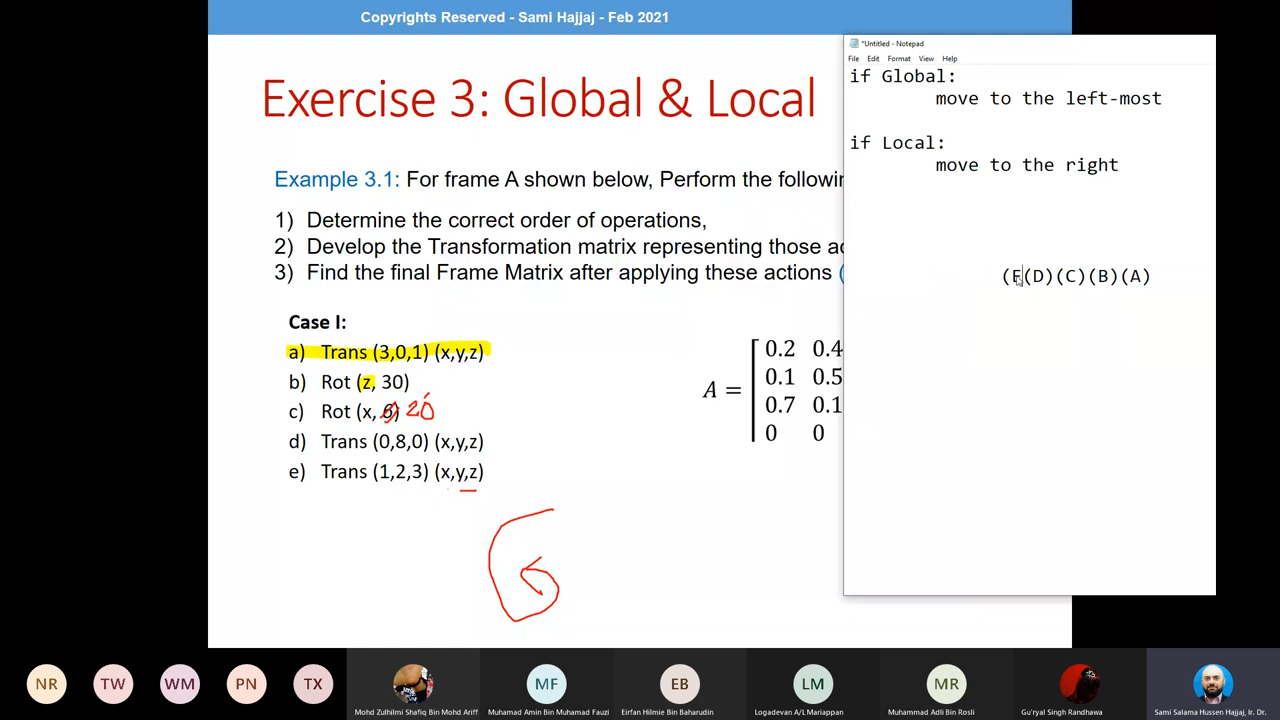 Copyrights Reserved - Sami Hajjaj - Feb 2021
Exercise 3: Global & Local
Example 3.1: For frame A shown below, Perform the followin
1) Determine the correct order of operations,
2) Develop the Transformation matrix representing those a
3) Find the final Frame Matrix after applying these actions (
Case I:
a) Trans (3,0,1) (x,y,z)
b) Rot (z, 30)
c) Rot (x, 6) 20
d) Trans (0,8,0) (x,y,z)
e) Trans (1,2,3) (x,y,z)
G
A =
0.2 0.4
0.1 0.5
0.7 0.1
0 0
*Untitled - Notepad
File Edit Format View Help
if Global:
move to the left-most
if Local:
move to the right
(E(D)(C)(B)(A)
NR TW WM PN TX MF EB LM MR
Mohd Zulhilmi Shafiq Bin Mohd Ariff
Muhamad Amin Bin Muhamad Fauzi
Eirfan Hilmie Bin Baharudin
Logadevan A/L Mariappan
Muhammad Adli Bin Rosli
Gu'ryal Singh Randhawa
Sami Salama Hussen Hajjaj, Ir. Dr.